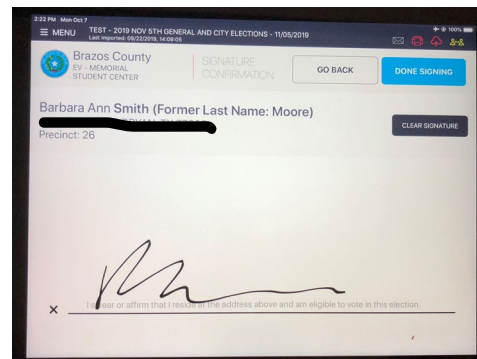 2:22 PM Mon Oct 7
100%
MENU
TEST - 2019 NOV 5TH GENERAL AND CITY ELECTIONS - 11/05/2019
Last Imported: 09/22/2019, 14:09:05
Brazos County
EV - MEMORIAL
STUDENT CENTER
SIGNATURE
CONFIRMATION
GO BACK
DONE SIGNING
Barbara Ann Smith (Former Last Name: Moore)
CLEAR SIGNATURE
Precinct: 26
I swear or affirm that I reside at the address above and am eligible to vote in this election.
×